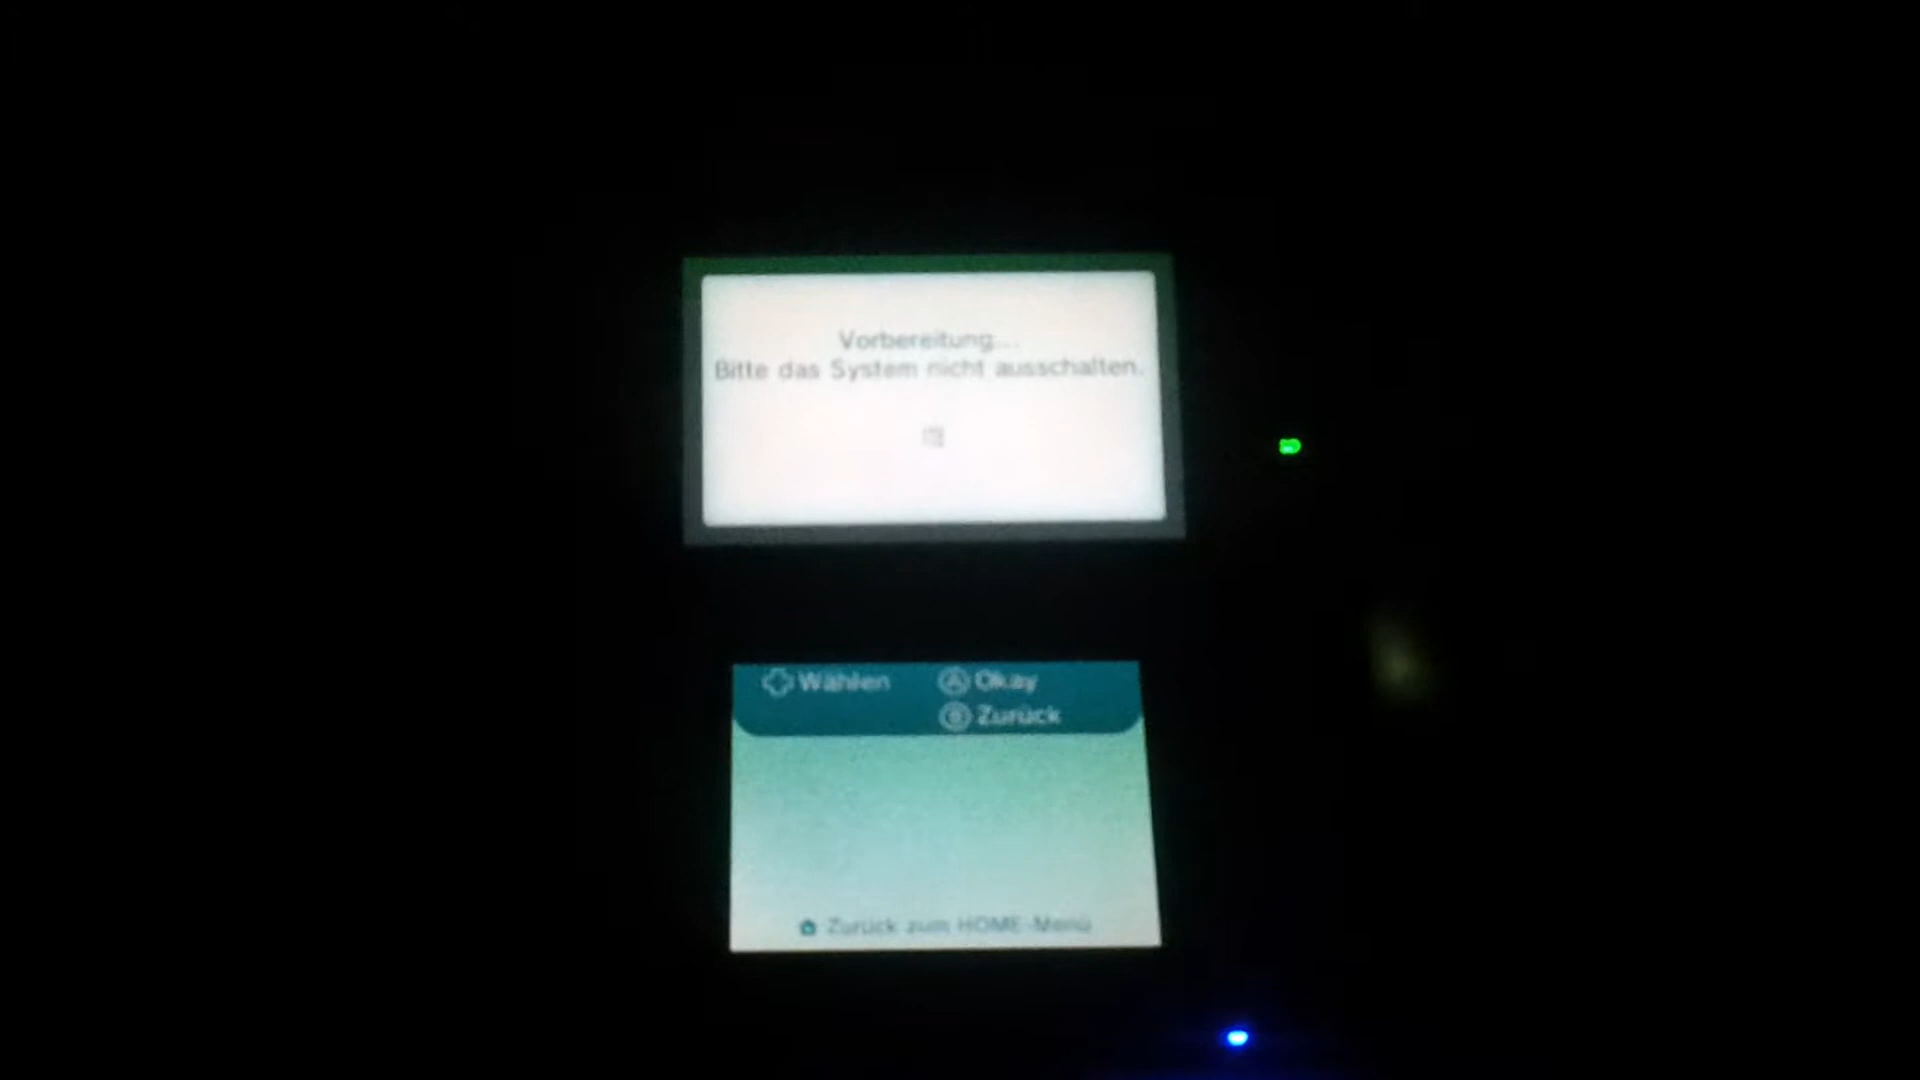 Vorbereitung...
Bitte das System nicht ausschalten.
Wählen
A Okay
B Zurück
Zurück zum HOME-Menü